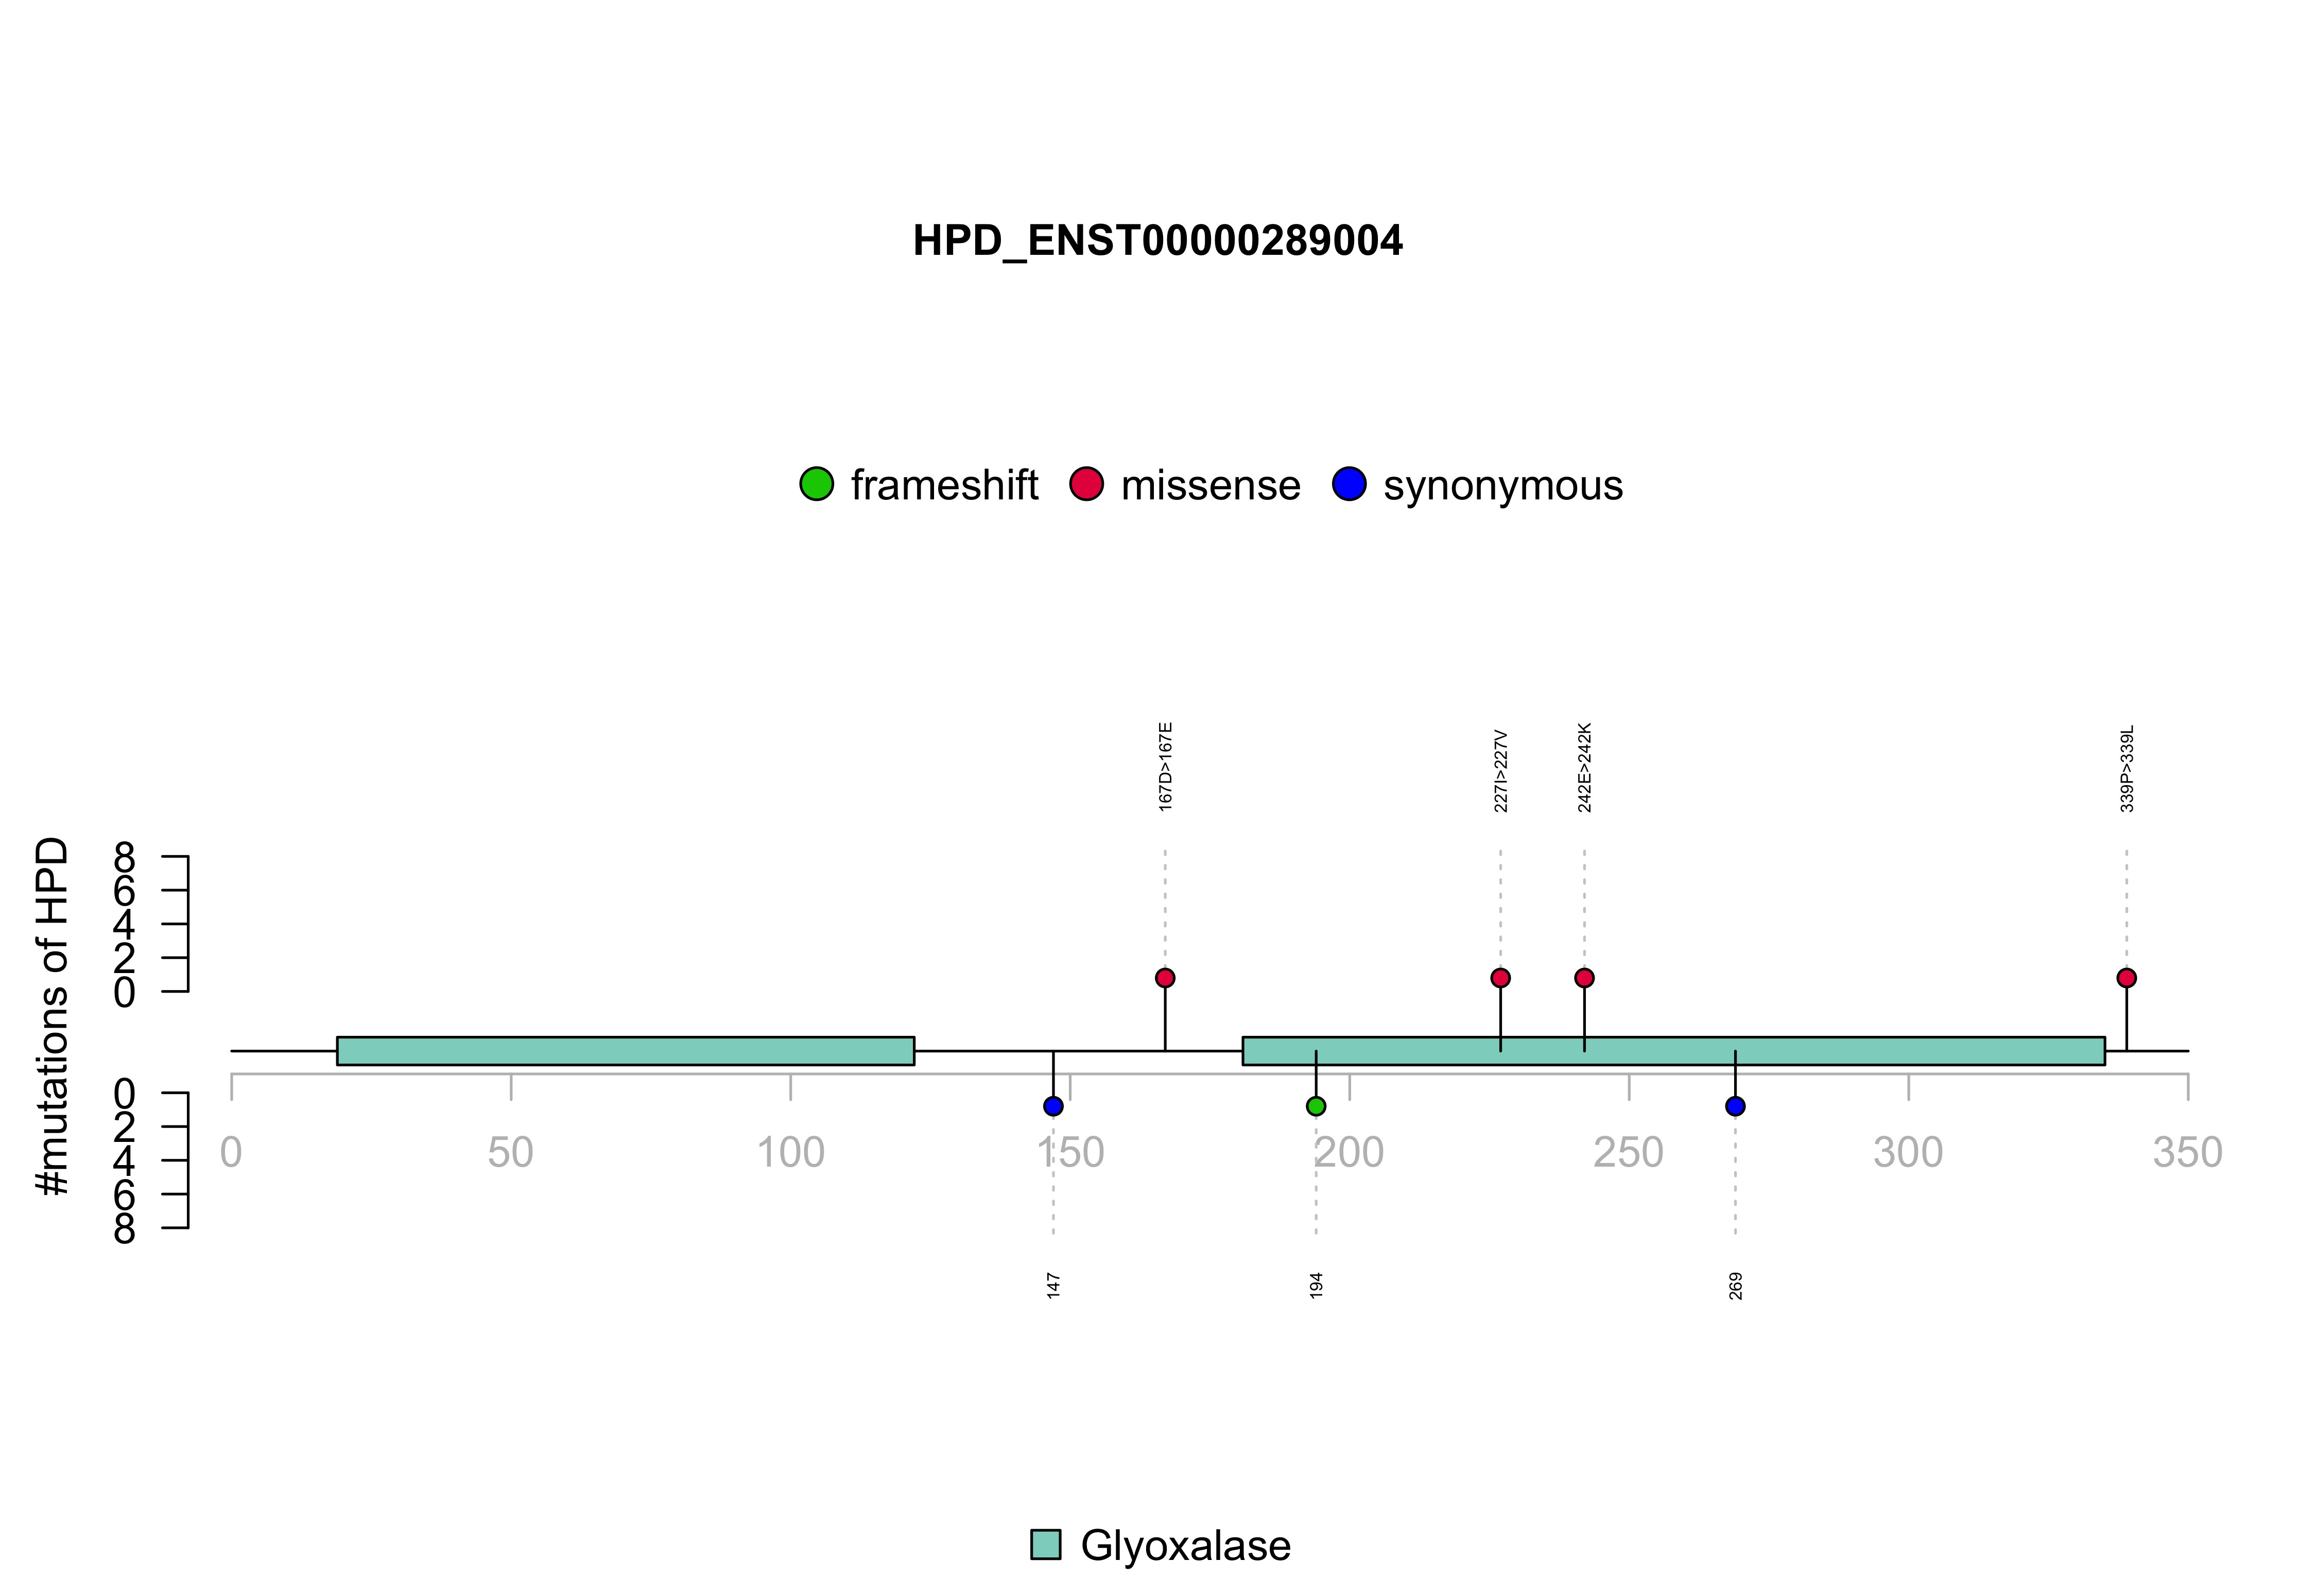 HPD_ENST00000289004
frameshift missense synonymous
167D>167E
227I>227V
242E>242K
339P>339L
#mutations of HPD
8
6
4
2
0
0
2
4
6
8
0 50 100 150 200 250 300 350
147
194
269
Glyoxalase